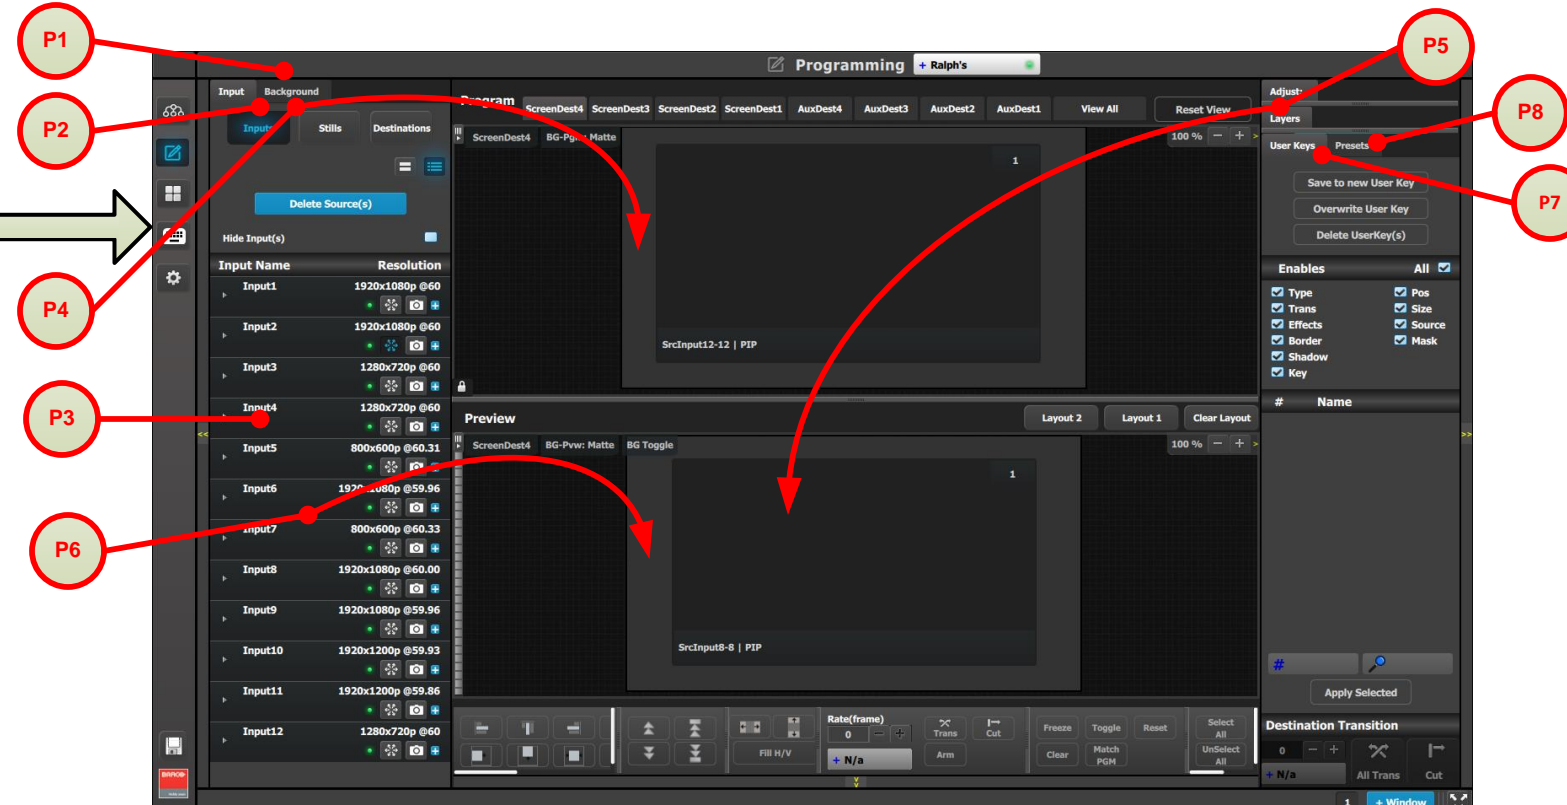 P1
P2
P4
P3
P6
P5
P8
P7
Programming
+ Ralph's
Input Background
Inputs Stills Destinations
Delete Source(s)
Hide Input(s)
Input Name Resolution
Input1 1920x1080p @60
Input2 1920x1080p @60
Input3 1280x720p @60
Input4 1280x720p @60
Input5 800x600p @60.31
Input6 1920x1080p @59.96
Input7 800x600p @60.33
Input8 1920x1080p @60.00
Input9 1920x1080p @59.96
Input10 1920x1200p @59.93
Input11 1920x1200p @59.86
Input12 1280x720p @60
<<
Program ScreenDest4 ScreenDest3 ScreenDest2 ScreenDest1 AuxDest4 AuxDest3 AuxDest2 AuxDest1 View All Reset View
ScreenDest4 BG-Pgm: Matte 100 % − + >
1
SrcInput12-12 | PIP
Preview Layout 2 Layout 1 Clear Layout
ScreenDest4 BG-Pvw: Matte BG Toggle 100 % − + >
1
SrcInput8-8 | PIP
Fill H/V
Rate(frame)
0 − +
+ N/a
Trans Cut
Arm
Freeze Toggle Reset
Clear Match PGM
Select All
UnSelect All
Adjust:
Layers
User Keys Presets
Save to new User Key
Overwrite User Key
Delete UserKey(s)
Enables All
Type Pos
Trans Size
Effects Source
Border Mask
Shadow
Key
# Name
>>
#
Apply Selected
Destination Transition
0 − +
+ N/a All Trans Cut
BARCO
1 + Window